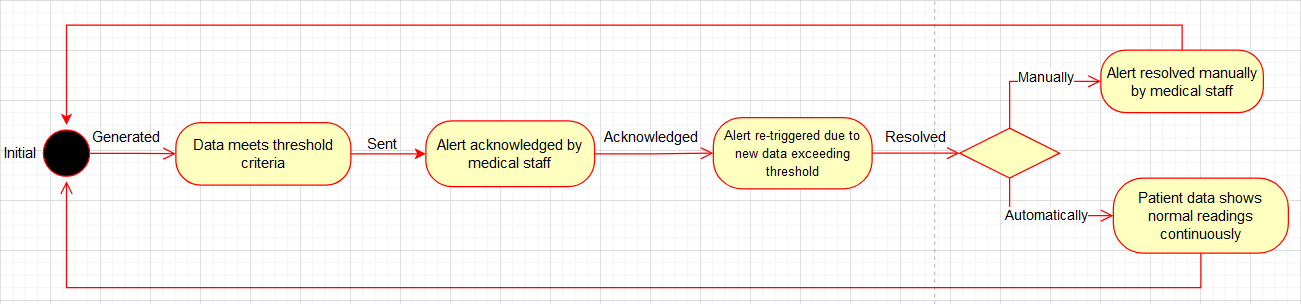 Initial
Generated
Data meets threshold
criteria
Sent
Alert acknowledged by
medical staff
Acknowledged
Alert re-triggered due to
new data exceeding
threshold
Resolved
Manually
Alert resolved manually
by medical staff
Automatically
Patient data shows
normal readings
continuously